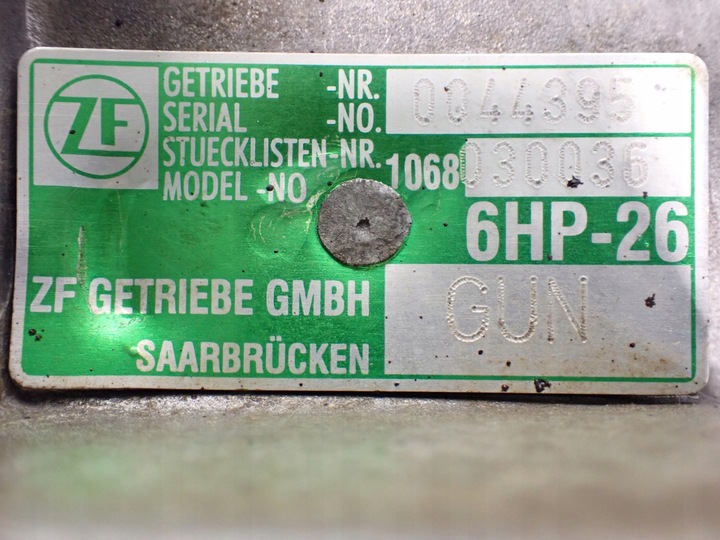 ZF
GETRIEBE -NR. 0044395
SERIAL -NO.
STUECKLISTEN-NR. 1068 030036
MODEL -NO
6HP-26
ZF GETRIEBE GMBH GUN
SAARBRÜCKEN